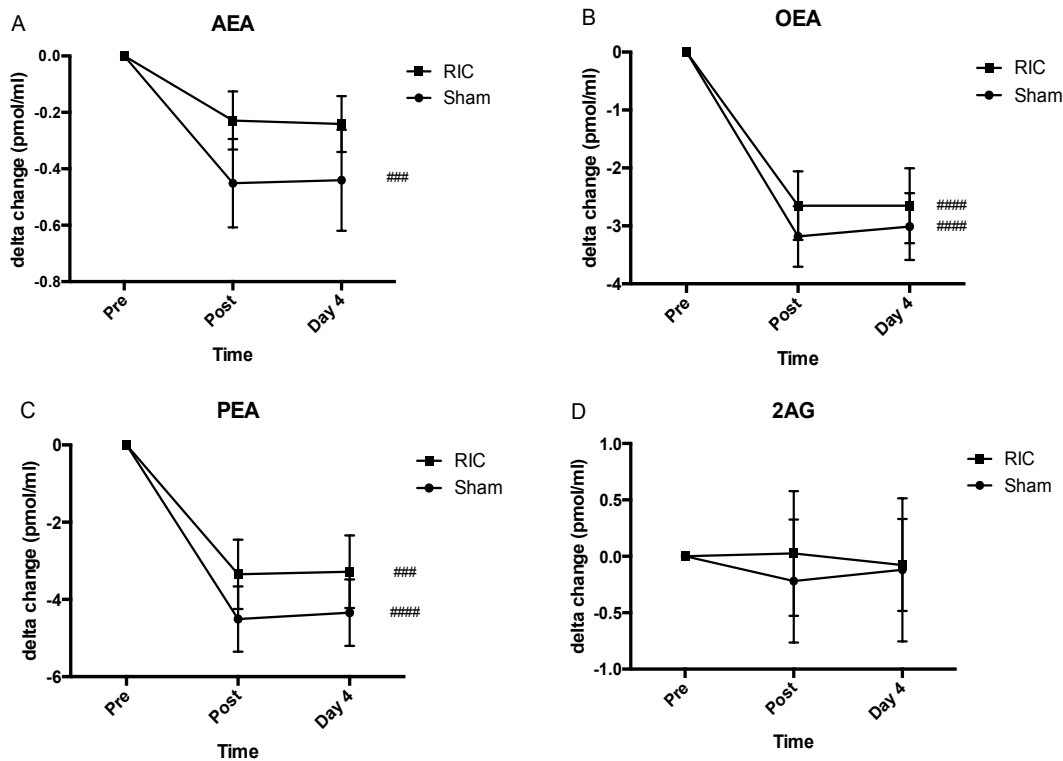 A
AEA
delta change (pmol/ml)
0.0
-0.2
-0.4
-0.6
-0.8
RIC
Sham
###
Pre
Post
Day 4
Time
B
OEA
delta change (pmol/ml)
0
-1
-2
-3
-4
RIC
Sham
####
####
Pre
Post
Day 4
Time
C
PEA
delta change (pmol/ml)
0
-2
-4
-6
RIC
Sham
###
####
Pre
Post
Day 4
Time
D
2AG
delta change (pmol/ml)
1.0
0.5
0.0
-0.5
-1.0
RIC
Sham
Pre
Post
Day 4
Time